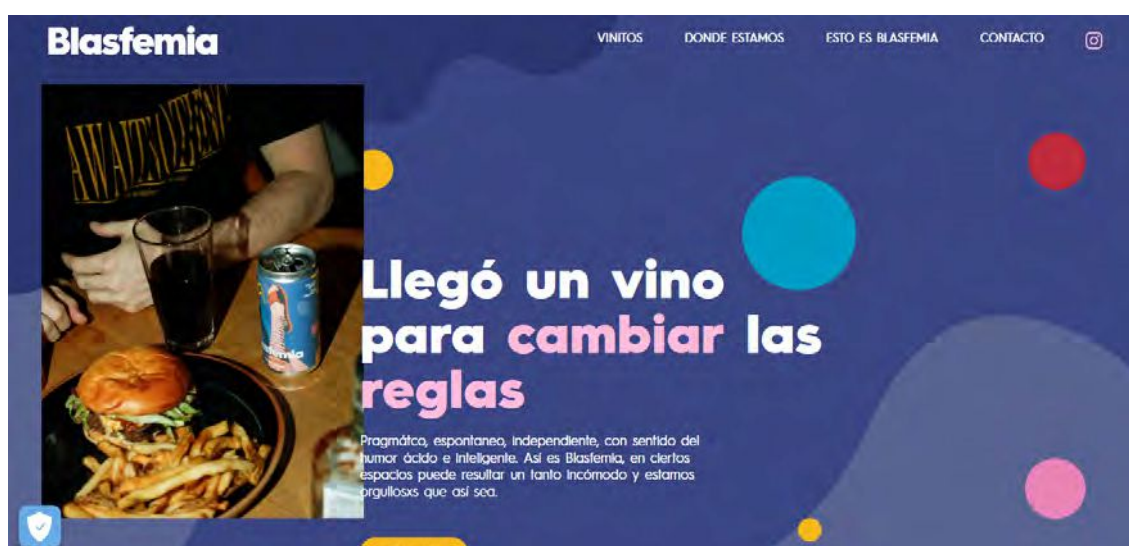 Blasfemia
VINITOS DONDE ESTAMOS ESTO ES BLASFEMIA CONTACTO
Llegó un vino
para cambiar las
reglas
Pragmátco, espontaneo, independiente, con sentido del
humor ácido e inteligente. Así es Blasfemia, en ciertos
espacios puede resultar un tanto incómodo y estamos
orgullosxs que así sea.